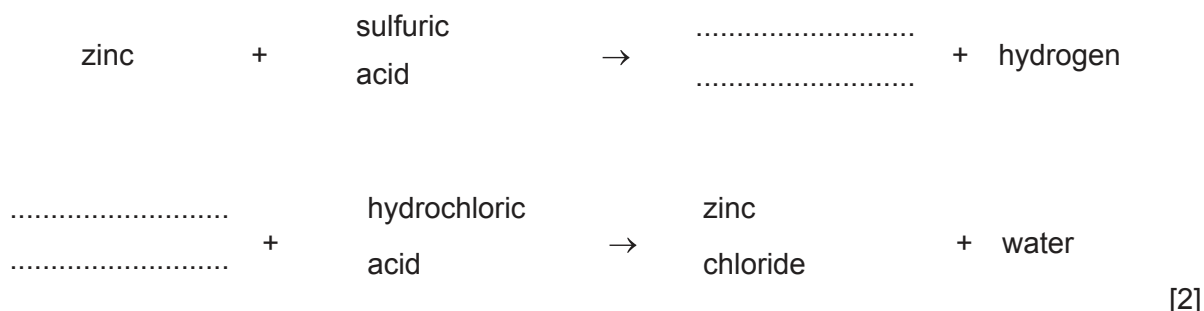 zinc + sulfuric acid → ........................... ........................... + hydrogen
........................... ........................... + hydrochloric acid → zinc chloride + water
[2]